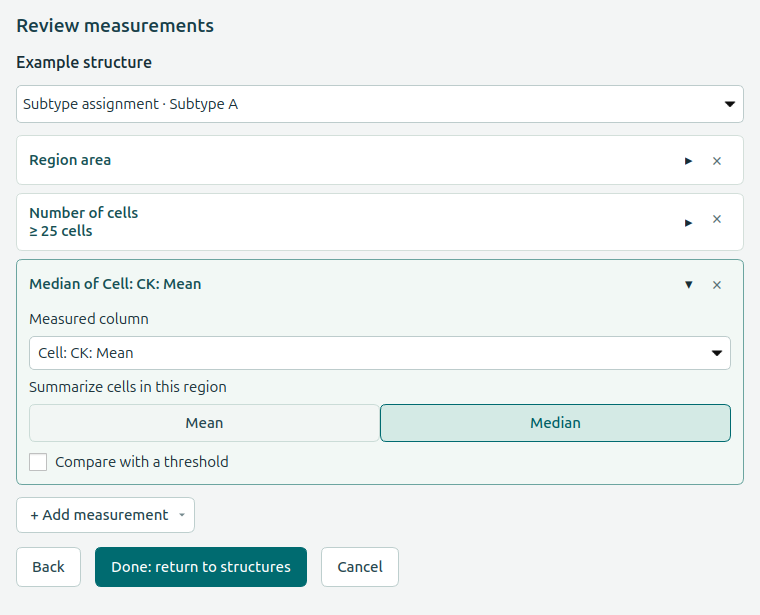 Review measurements
Example structure
Subtype assignment · Subtype A
Region area
Number of cells
≥ 25 cells
Median of Cell: CK: Mean
Measured column
Cell: CK: Mean
Summarize cells in this region
Mean Median
Compare with a threshold
+ Add measurement
Back Done: return to structures Cancel